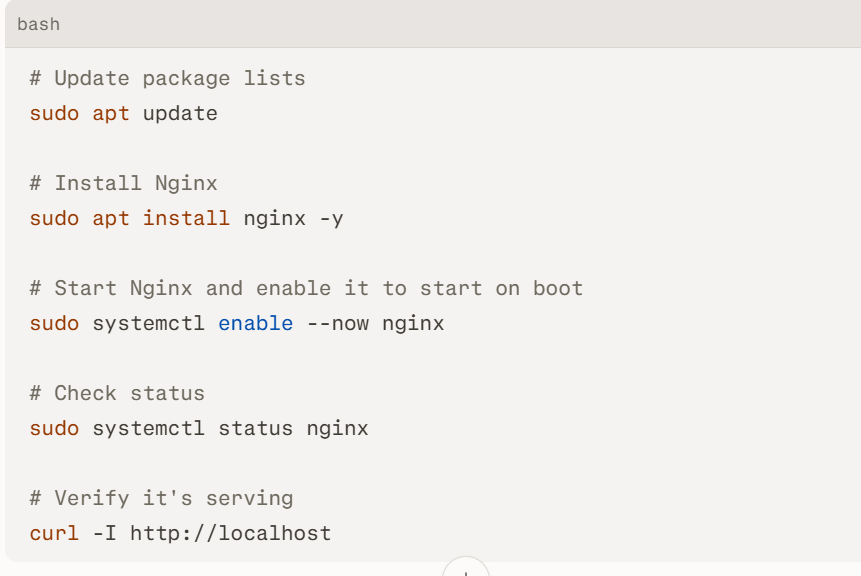 bash
# Update package lists
sudo apt update
# Install Nginx
sudo apt install nginx -y
# Start Nginx and enable it to start on boot
sudo systemctl enable --now nginx
# Check status
sudo systemctl status nginx
# Verify it's serving
curl -I http://localhost